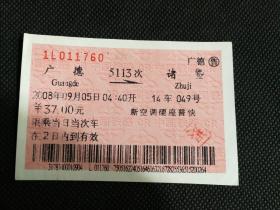 1L011760 广德 售
广德 5113次 诸暨
Guangde Zhuji
2008年09月05日04:40开 14车 049号
￥37.00元 新空调硬座普快
限乘当日当次车
在2日内到有效